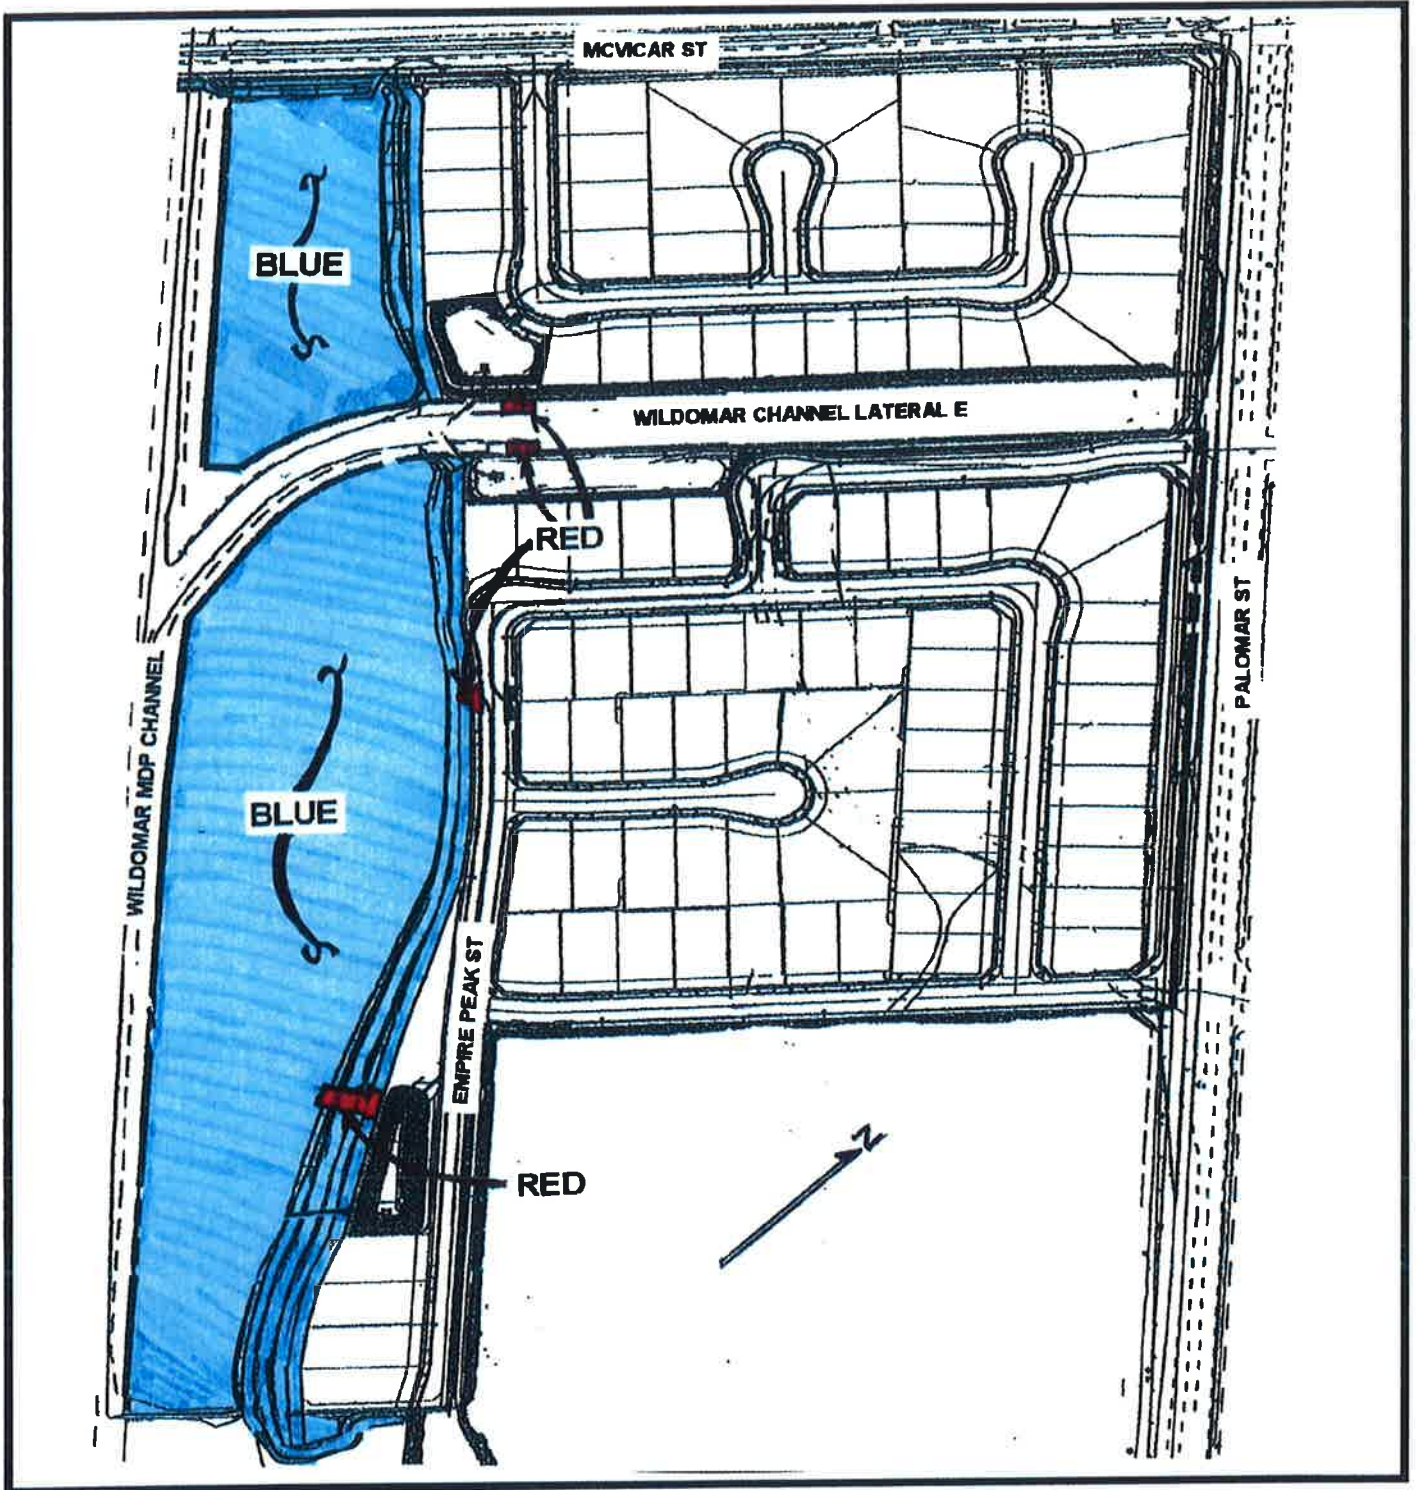 MCVICAR ST
BLUE
WILDOMAR CHANNEL LATERAL E
RED
PALOMAR ST
WILDOMAR MDP CHANNEL
BLUE
EMPIRE PEAK ST
RED
N